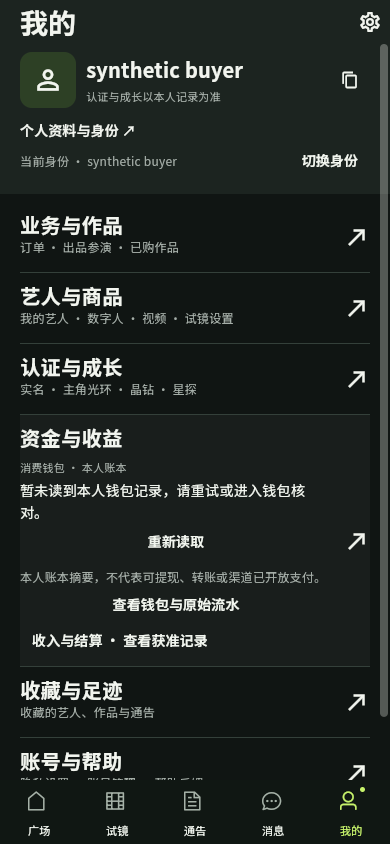 我的
synthetic buyer
认证与成长以本人记录为准
个人资料与身份 ↗
当前身份 · synthetic buyer
切换身份
业务与作品
订单 · 出品参演 · 已购作品
艺人与商品
我的艺人 · 数字人 · 视频 · 试镜设置
认证与成长
实名 · 主角光环 · 晶钻 · 星探
资金与收益
消费钱包 · 本人账本
暂未读到本人钱包记录，请重试或进入钱包核
对。
重新读取
本人账本摘要，不代表可提现、转账或渠道已开放支付。
查看钱包与原始流水
收入与结算 · 查看获准记录
收藏与足迹
收藏的艺人、作品与通告
账号与帮助
广场
试镜
通告
消息
我的